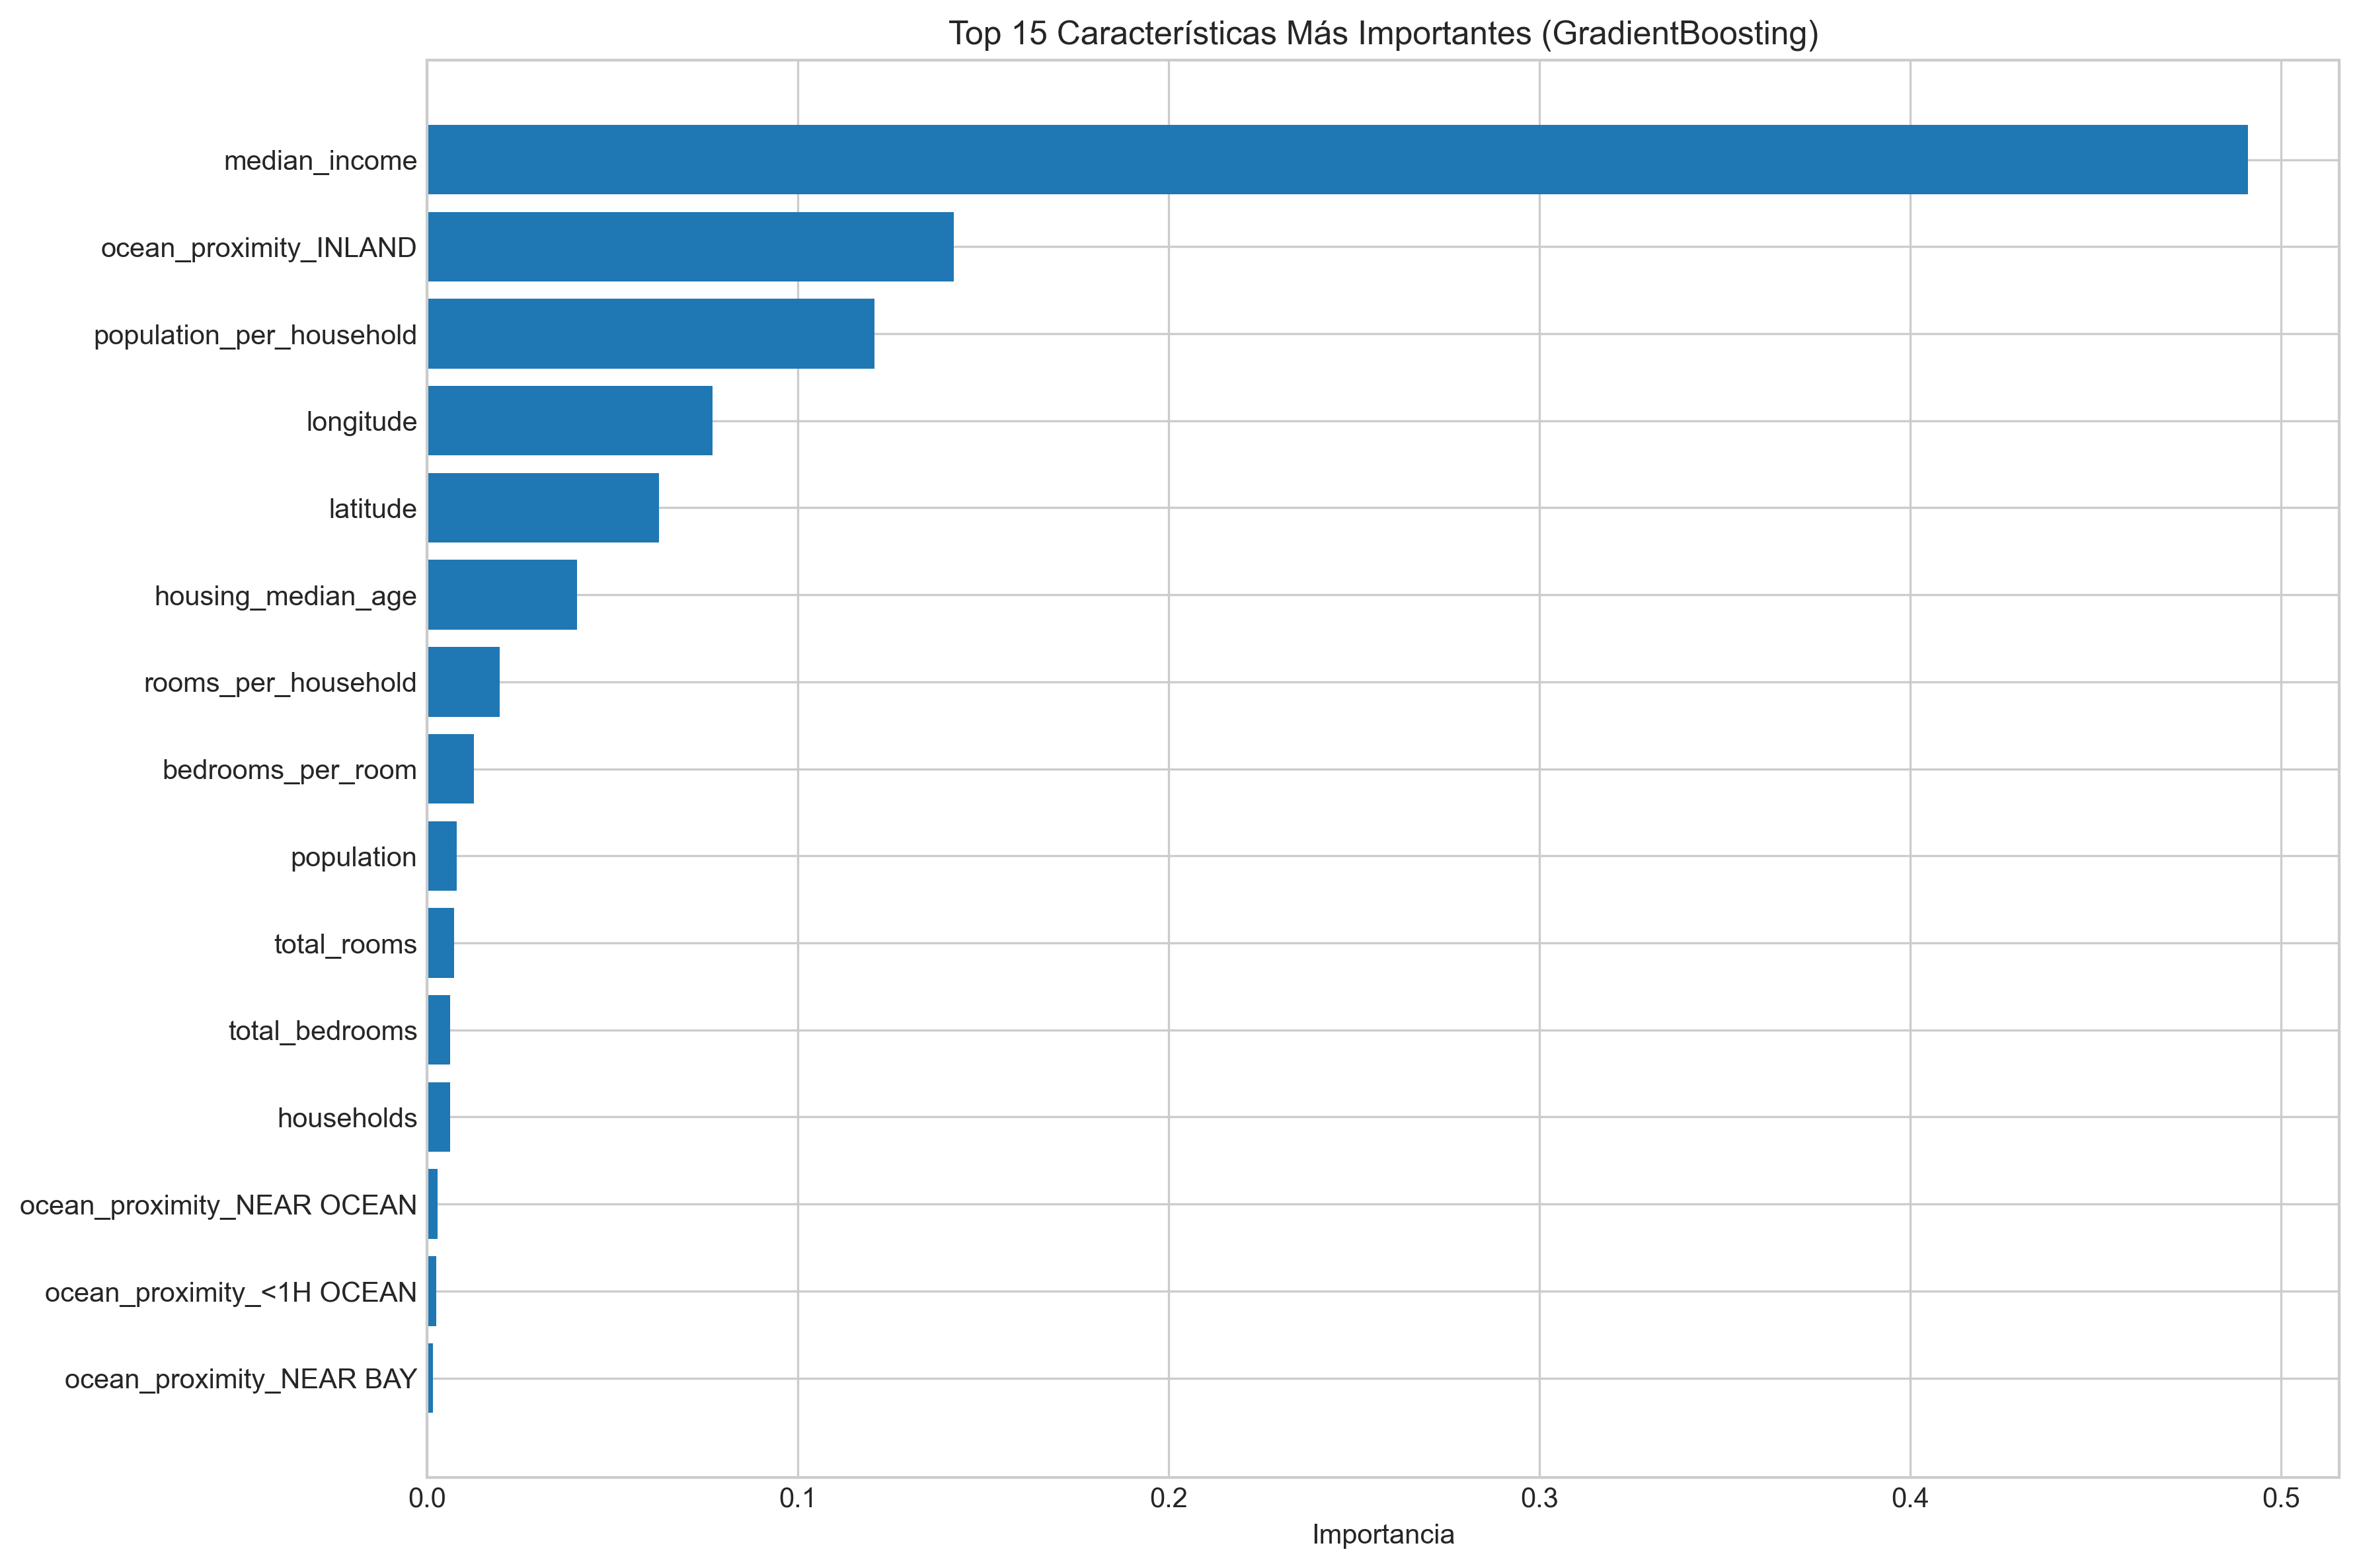 Top 15 Características Más Importantes (GradientBoosting)
median_income
ocean_proximity_INLAND
population_per_household
longitude
latitude
housing_median_age
rooms_per_household
bedrooms_per_room
population
total_rooms
total_bedrooms
households
ocean_proximity_NEAR OCEAN
ocean_proximity_<1H OCEAN
ocean_proximity_NEAR BAY
0.0 0.1 0.2 0.3 0.4 0.5
Importancia